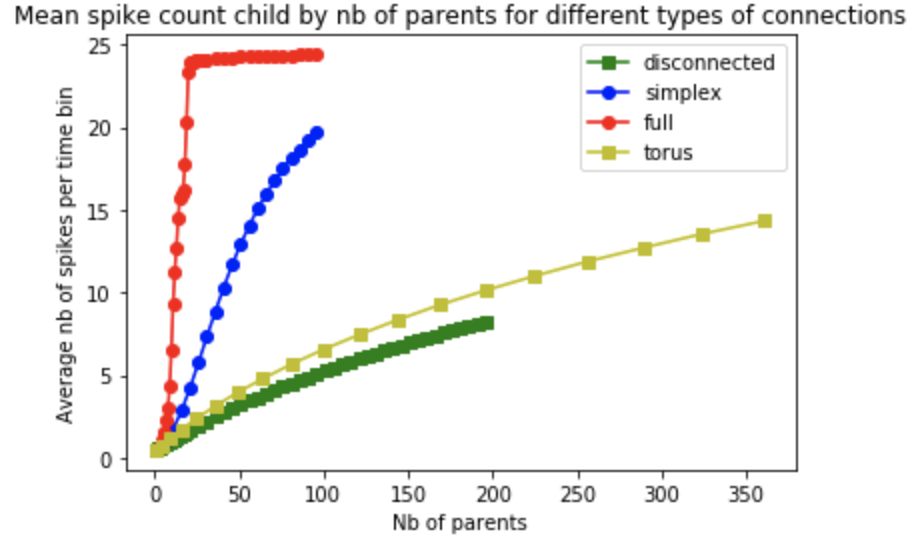 Mean spike count child by nb of parents for different types of connections
Average nb of spikes per time bin
25
20
15
10
5
0
disconnected
simplex
full
torus
0 50 100 150 200 250 300 350
Nb of parents